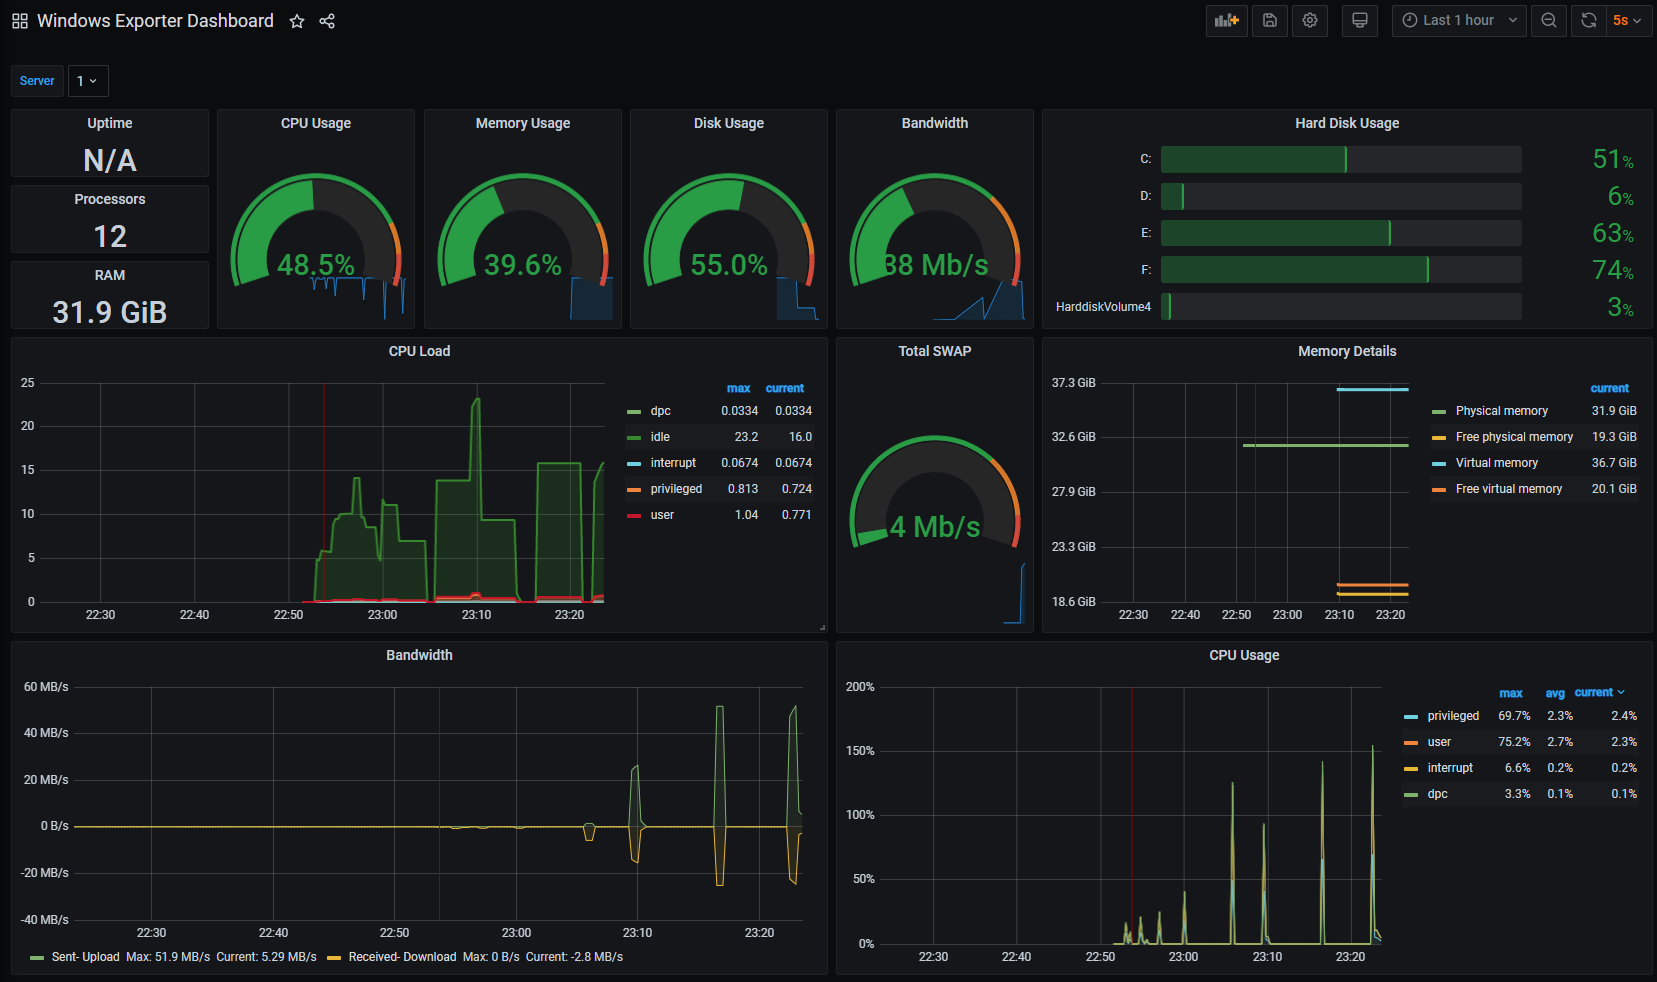 Windows Exporter Dashboard
Last 1 hour
5s
Server
1
Uptime
N/A
Processors
12
RAM
31.9 GiB
CPU Usage
48.5%
Memory Usage
39.6%
Disk Usage
55.0%
Bandwidth
38 Mb/s
Hard Disk Usage
C: 51%
D: 6%
E: 63%
F: 74%
HarddiskVolume4 3%
CPU Load
25
20
15
10
5
0
22:30 22:40 22:50 23:00 23:10 23:20
max current
dpc 0.0334 0.0334
idle 23.2 16.0
interrupt 0.0674 0.0674
privileged 0.813 0.724
user 1.04 0.771
Total SWAP
4 Mb/s
Memory Details
37.3 GiB
32.6 GiB
27.9 GiB
23.3 GiB
18.6 GiB
22:30 22:40 22:50 23:00 23:10 23:20
current
Physical memory 31.9 GiB
Free physical memory 19.3 GiB
Virtual memory 36.7 GiB
Free virtual memory 20.1 GiB
Bandwidth
60 MB/s
40 MB/s
20 MB/s
0 B/s
-20 MB/s
-40 MB/s
22:30 22:40 22:50 23:00 23:10 23:20
Sent- Upload Max: 51.9 MB/s Current: 5.29 MB/s Received- Download Max: 0 B/s Current: -2.8 MB/s
CPU Usage
200%
150%
100%
50%
0%
22:30 22:40 22:50 23:00 23:10 23:20
max avg current
privileged 69.7% 2.3% 2.4%
user 75.2% 2.7% 2.3%
interrupt 6.6% 0.2% 0.2%
dpc 3.3% 0.1% 0.1%